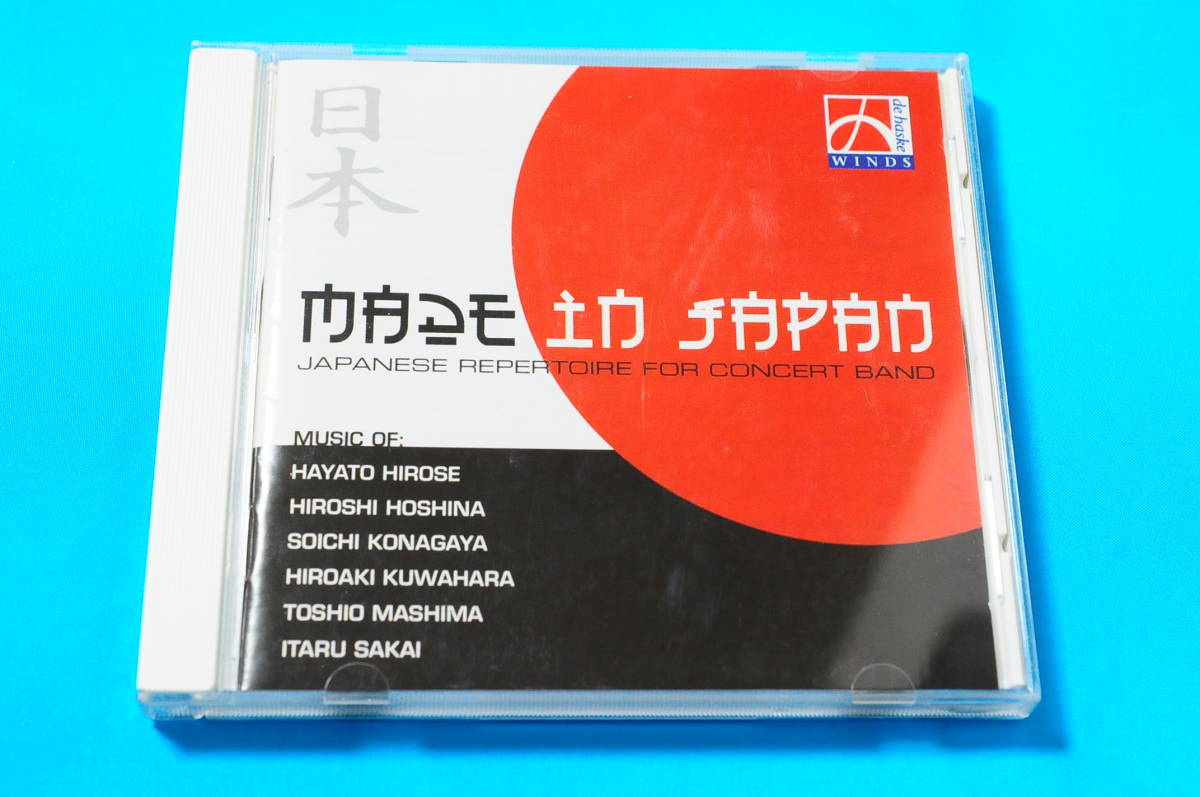 日本
de haske
WINDS
MADE IN JAPAN
JAPANESE REPERTOIRE FOR CONCERT BAND
MUSIC OF:
HAYATO HIROSE
HIROSHI HOSHINA
SOICHI KONAGAYA
HIROAKI KUWAHARA
TOSHIO MASHIMA
ITARU SAKAI